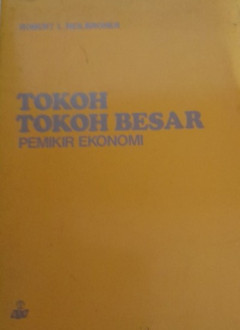 ROBERT L. HEILBRONER
TOKOH
TOKOH BESAR
PEMIKIR EKONOMI